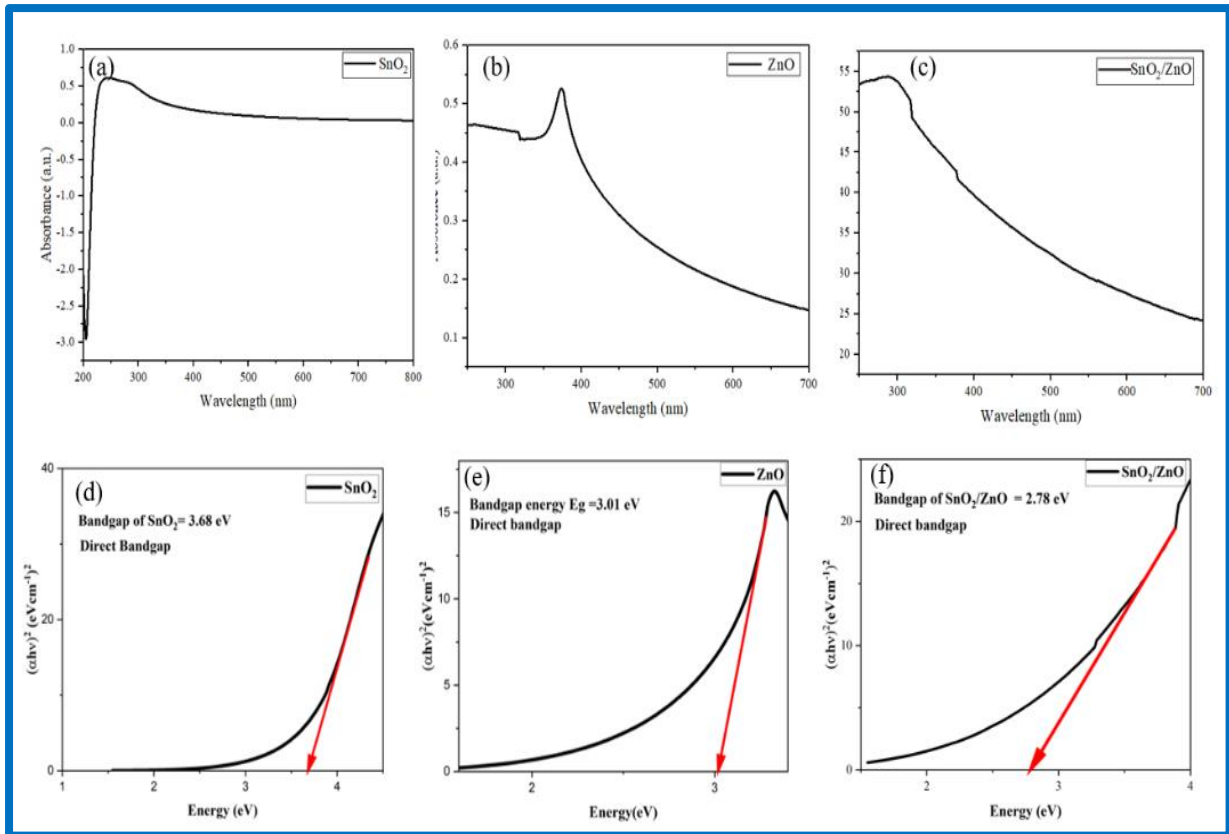 (a)
SnO₂
1.0
0.5
0.0
-0.5
-1.0
-1.5
-2.0
-2.5
-3.0
Absorbance (a.u.)
200 300 400 500 600 700 800
Wavelength (nm)
(b)
ZnO
0.6
0.5
0.4
0.3
0.2
0.1
300 400 500 600 700
Wavelength (nm)
(c)
SnO₂/ZnO
55
50
45
40
35
30
25
20
300 400 500 600 700
Wavelength (nm)
(d)
SnO₂
Bandgap of SnO₂= 3.68 eV
Direct Bandgap
40
20
0
(αhν)² (eVcm⁻¹)²
1 2 3 4
Energy (eV)
(e)
ZnO
Bandgap energy Eg =3.01 eV
Direct bandgap
15
10
5
0
(αhν)²(eVcm⁻¹)²
2 3
Energy(eV)
(f)
SnO₂/ZnO
Bandgap of SnO₂/ZnO = 2.78 eV
Direct bandgap
20
10
0
(αhν)² (eVcm⁻¹)²
2 3 4
Energy (eV)